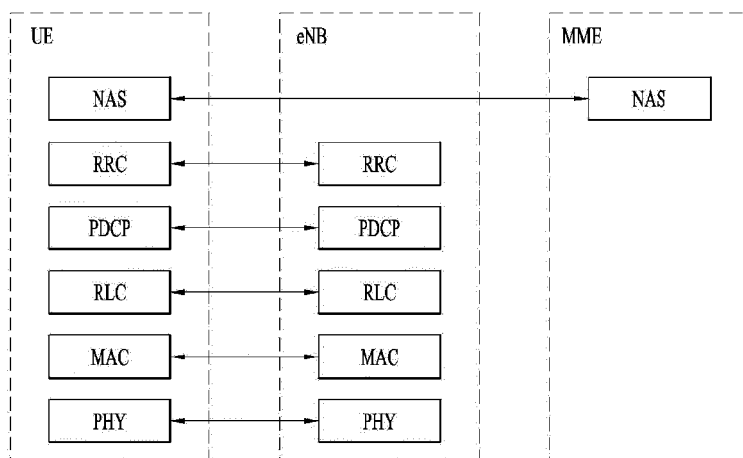 UE eNB MME
NAS NAS
RRC RRC
PDCP PDCP
RLC RLC
MAC MAC
PHY PHY